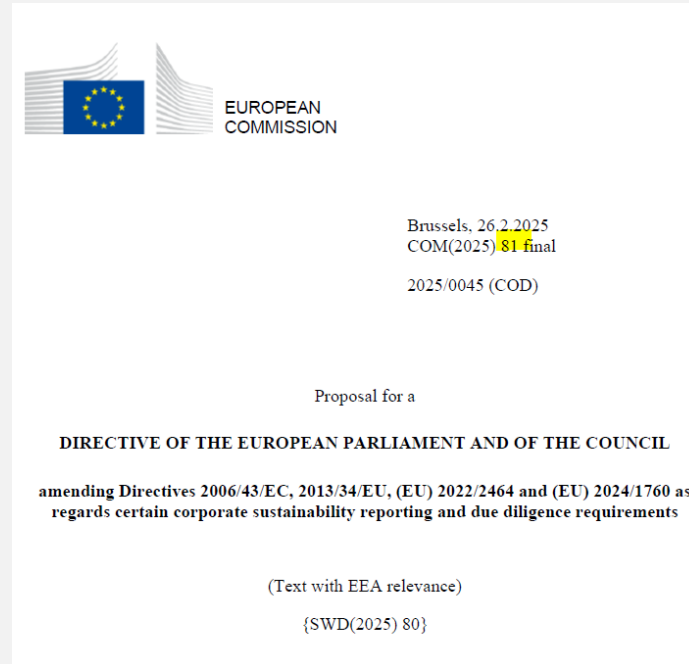 EUROPEAN
COMMISSION
Brussels, 26.2.2025
COM(2025) 81 final
2025/0045 (COD)
Proposal for a
DIRECTIVE OF THE EUROPEAN PARLIAMENT AND OF THE COUNCIL
amending Directives 2006/43/EC, 2013/34/EU, (EU) 2022/2464 and (EU) 2024/1760 as
regards certain corporate sustainability reporting and due diligence requirements
(Text with EEA relevance)
{SWD(2025) 80}